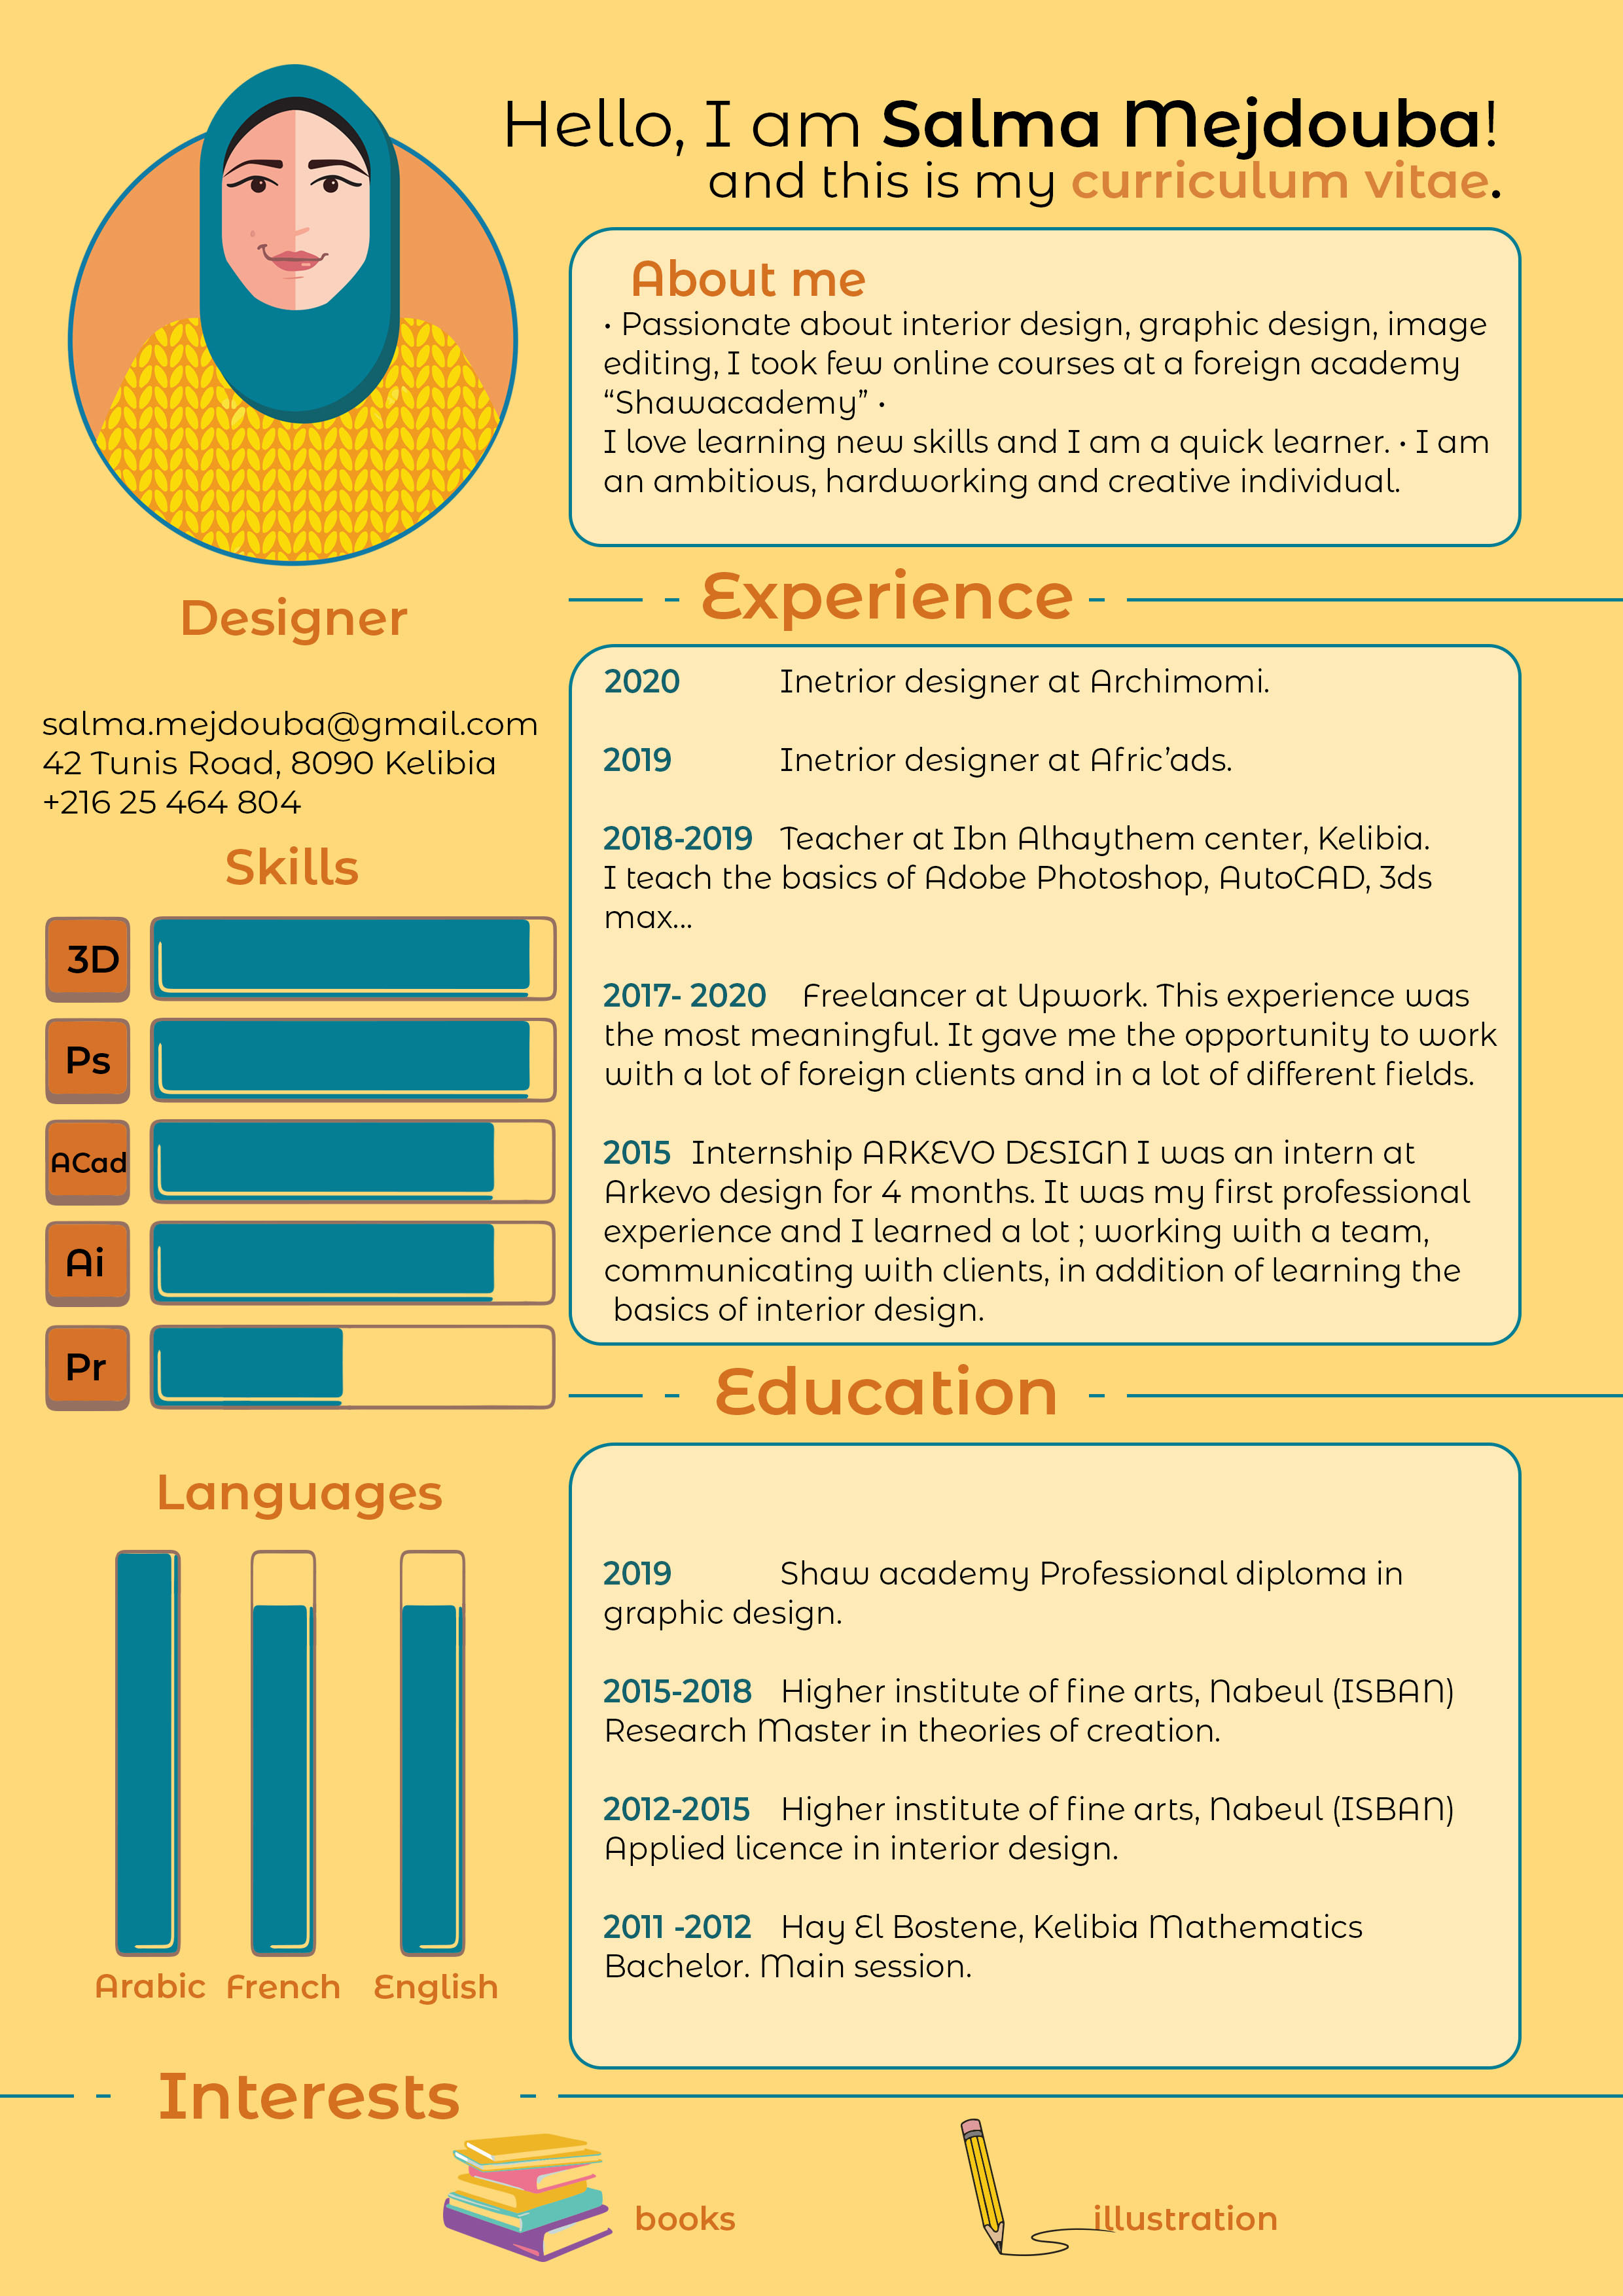 Hello, I am Salma Mejdouba!
and this is my curriculum vitae.
About me
• Passionate about interior design, graphic design, image
editing, I took few online courses at a foreign academy
“Shawacademy” •
I love learning new skills and I am a quick learner. • I am
an ambitious, hardworking and creative individual.
Designer
salma.mejdouba@gmail.com
42 Tunis Road, 8090 Kelibia
+216 25 464 804
Skills
3D
Ps
ACad
Ai
Pr
Languages
Arabic French English
Experience
2020 Inetrior designer at Archimomi.
2019 Inetrior designer at Afric’ads.
2018-2019 Teacher at Ibn Alhaythem center, Kelibia.
I teach the basics of Adobe Photoshop, AutoCAD, 3ds
max...
2017- 2020 Freelancer at Upwork. This experience was
the most meaningful. It gave me the opportunity to work
with a lot of foreign clients and in a lot of different fields.
2015 Internship ARKEVO DESIGN I was an intern at
Arkevo design for 4 months. It was my first professional
experience and I learned a lot ; working with a team,
communicating with clients, in addition of learning the
basics of interior design.
Education
2019 Shaw academy Professional diploma in
graphic design.
2015-2018 Higher institute of fine arts, Nabeul (ISBAN)
Research Master in theories of creation.
2012-2015 Higher institute of fine arts, Nabeul (ISBAN)
Applied licence in interior design.
2011 -2012 Hay El Bostene, Kelibia Mathematics
Bachelor. Main session.
Interests
books
illustration